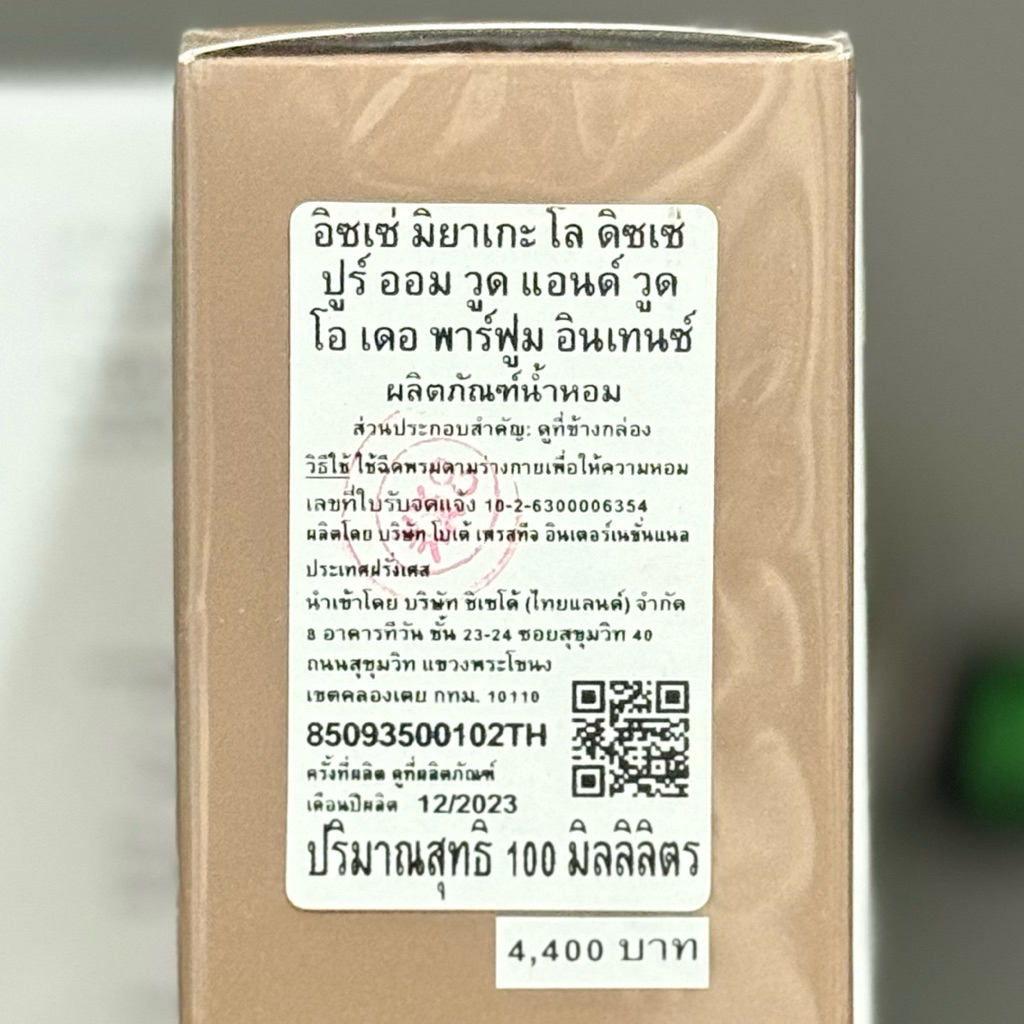 อิซเซ่ มิยาเกะ โล ดิซเซ่
ปูร์ ออม วูด แอนด์ วูด
โอ เดอ พาร์ฟูม อินเทนซ์
ผลิตภัณฑ์น้ำหอม
ส่วนประกอบสำคัญ: ดูที่ข้างกล่อง
วิธีใช้ ใช้ฉีดพรมตามร่างกายเพื่อให้ความหอม
เลขที่ใบรับจดแจ้ง 10-2-6300006354
ผลิตโดย บริษัท โบเต้ เพรสทีจ อินเตอร์เนชั่นแนล
ประเทศฝรั่งเศส
นำเข้าโดย บริษัท ชิเซโด้ (ไทยแลนด์) จำกัด
8 อาคารทีวัน ชั้น 23-24 ซอยสุขุมวิท 40
ถนนสุขุมวิท แขวงพระโขนง
เขตคลองเตย กทม. 10110
85093500102TH
ครั้งที่ผลิต ดูที่ผลิตภัณฑ์
เดือนปีผลิต 12/2023
ปริมาณสุทธิ 100 มิลลิลิตร
4,400 บาท